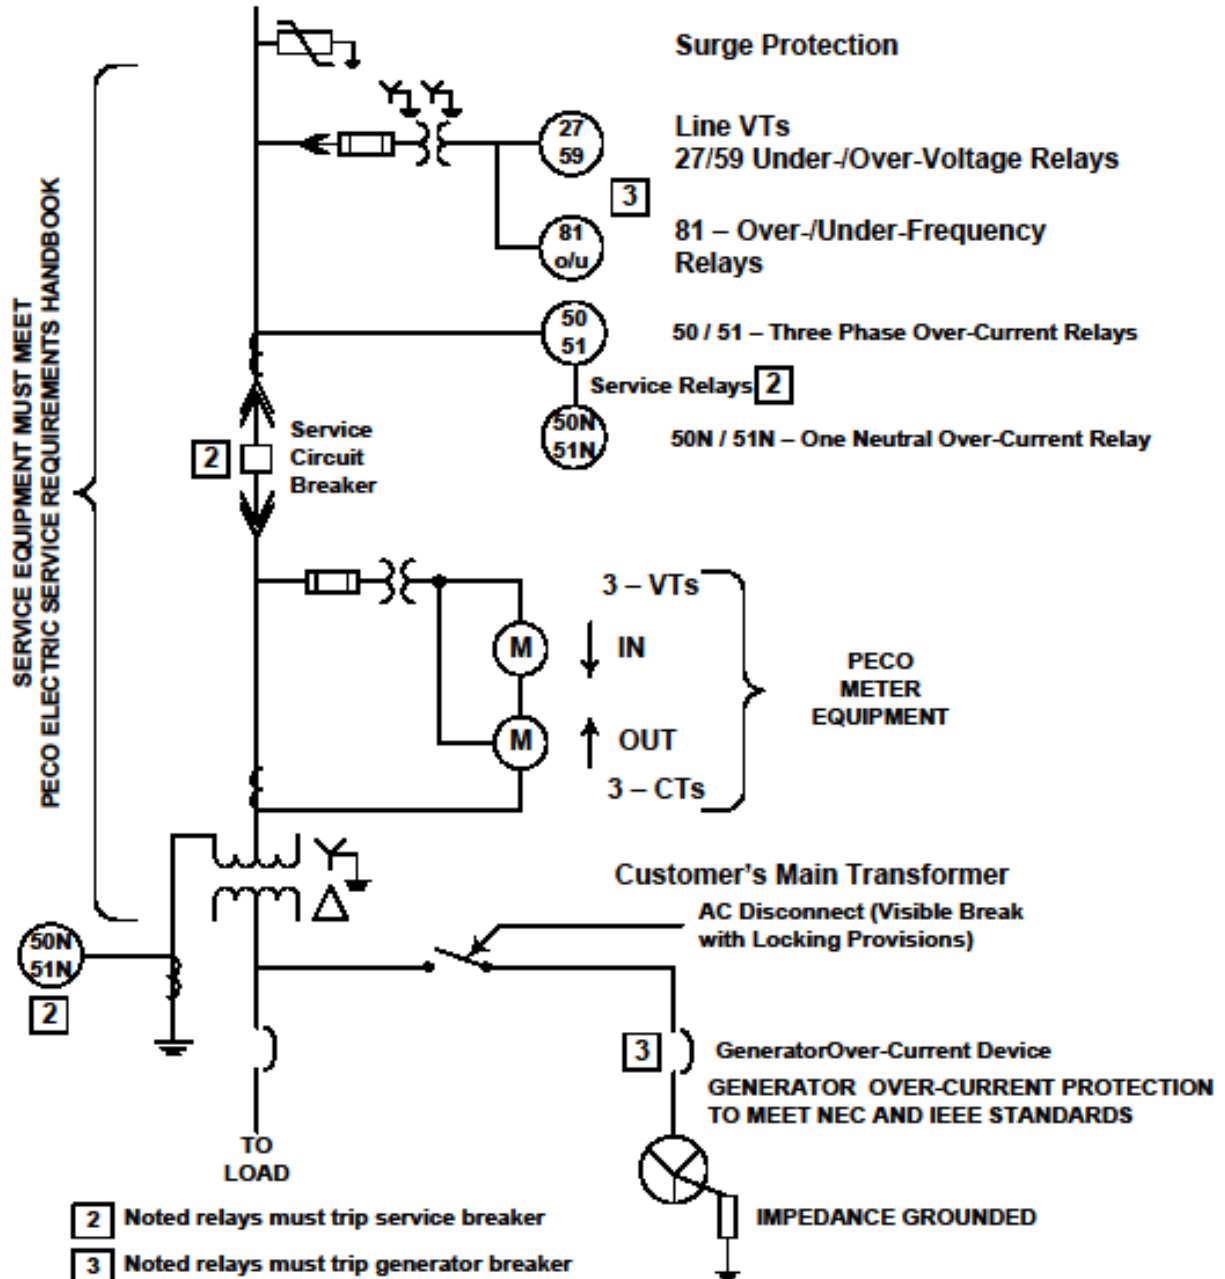 Surge Protection
27
59
Line VTs
27/59 Under-/Over-Voltage Relays
3
81
o/u
81 – Over-/Under-Frequency
Relays
SERVICE EQUIPMENT MUST MEET
PECO ELECTRIC SERVICE REQUIREMENTS HANDBOOK
50
51
50 / 51 – Three Phase Over-Current Relays
Service Relays 2
50N
51N
50N / 51N – One Neutral Over-Current Relay
2
Service
Circuit
Breaker
3 – VTs
M
IN
M
OUT
3 – CTs
PECO
METER
EQUIPMENT
Customer's Main Transformer
AC Disconnect (Visible Break
with Locking Provisions)
50N
51N
2
3
GeneratorOver-Current Device
GENERATOR OVER-CURRENT PROTECTION
TO MEET NEC AND IEEE STANDARDS
TO
LOAD
IMPEDANCE GROUNDED
2 Noted relays must trip service breaker
3 Noted relays must trip generator breaker